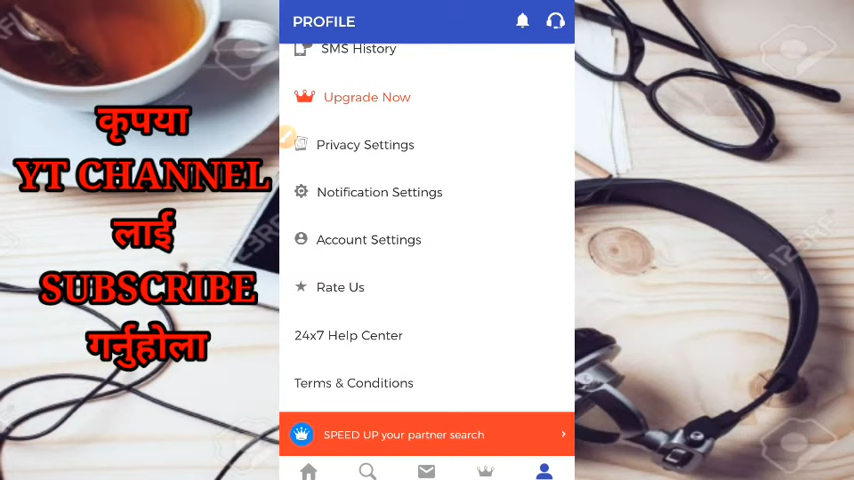 PROFILE
SMS History
Upgrade Now
Privacy Settings
Notification Settings
Account Settings
Rate Us
24x7 Help Center
Terms & Conditions
SPEED UP your partner search
कृपया
YT CHANNEL
लाई
SUBSCRIBE
गर्नुहोला